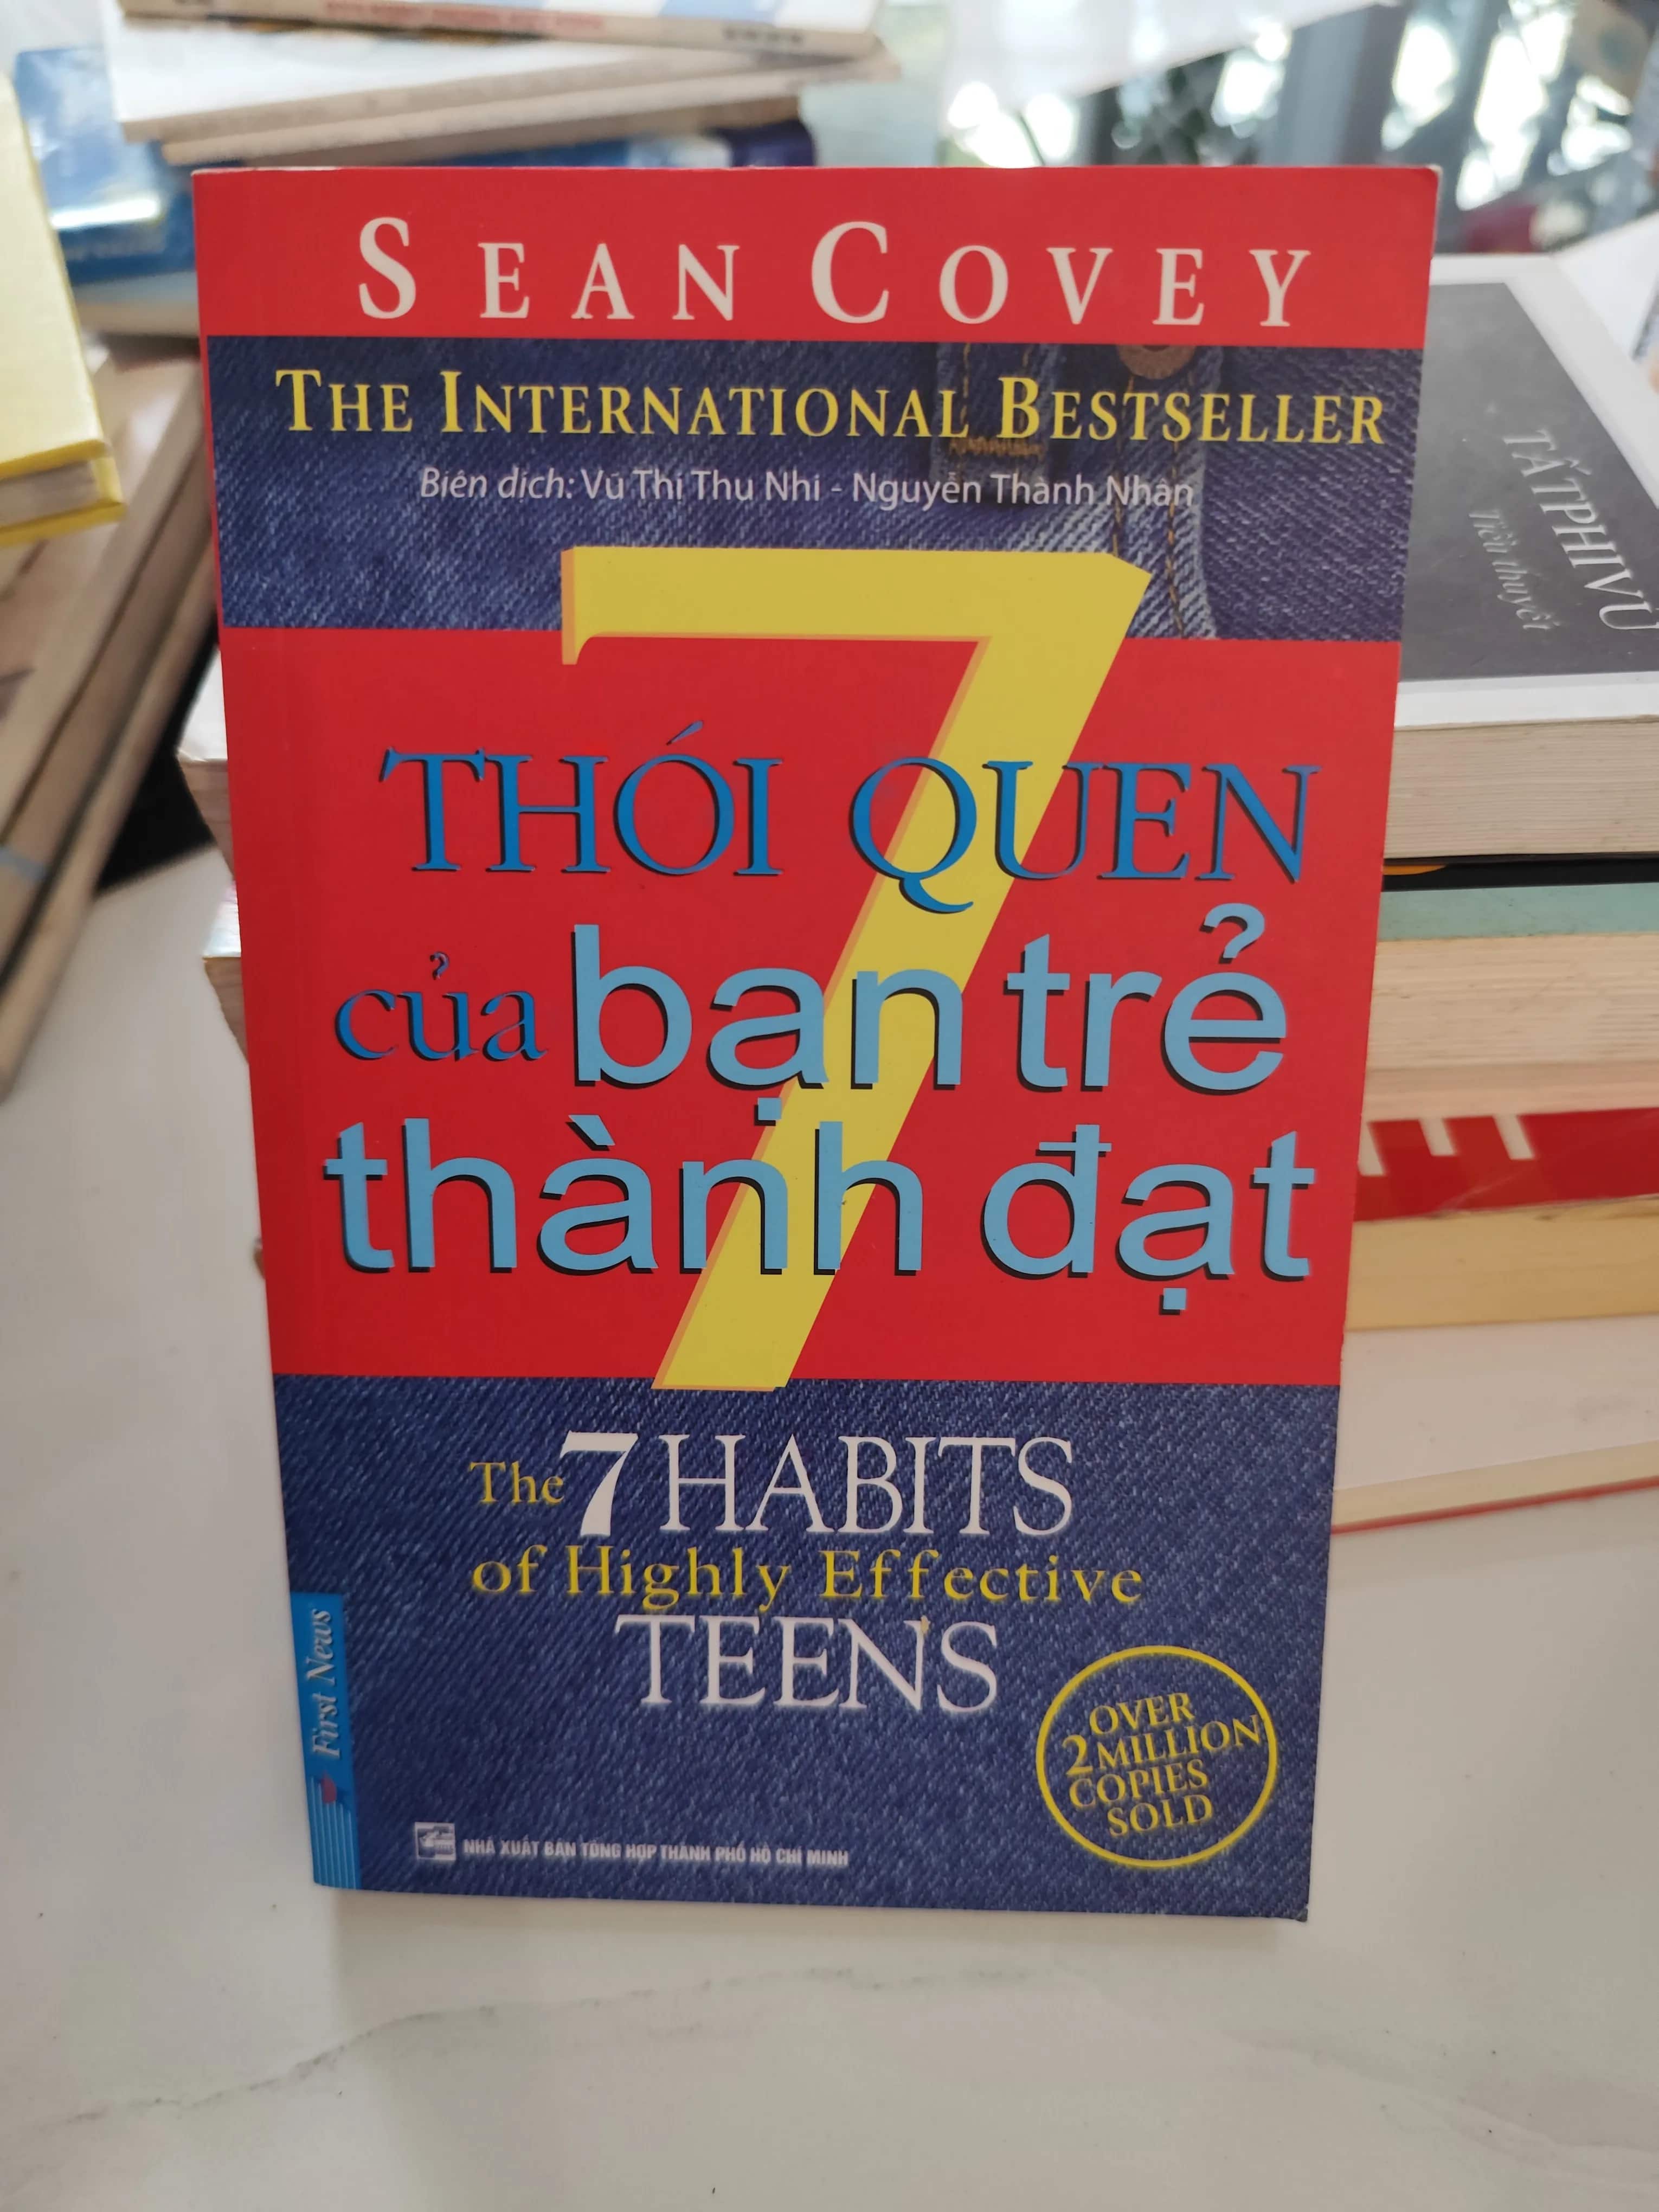 SEAN COVEY
THE INTERNATIONAL BESTSELLER
Biên dịch: Vũ Thị Thu Nhi - Nguyễn Thành Nhân
7
THÓI QUEN
của bạn trẻ
thành đạt
The 7 HABITS
of Highly Effective
TEENS
OVER
2 MILLION
COPIES
SOLD
First News
NHÀ XUẤT BẢN TỔNG HỢP THÀNH PHỐ HỒ CHÍ MINH
TẤT PHI VŨ
Tiểu thuyết